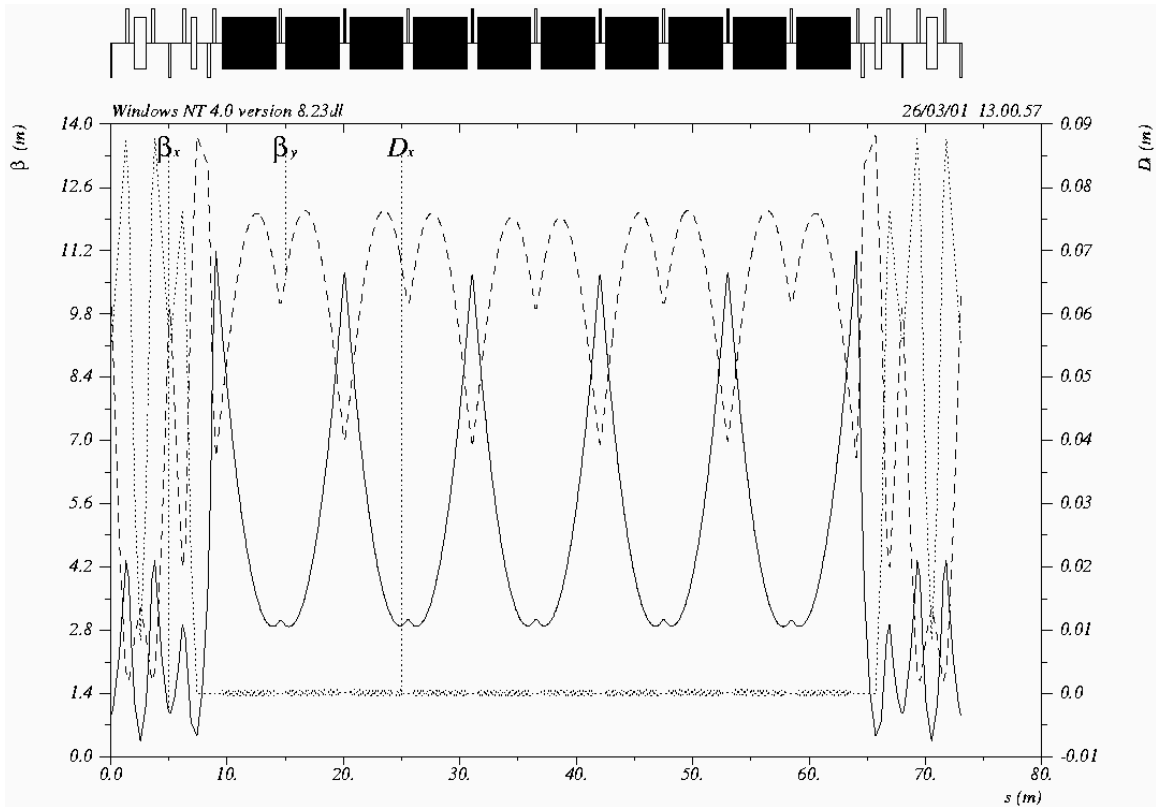 Windows NT 4.0 version 8.23dl 26/03/01 13.00.57
β (m)
D (m)
βx βy Dx
14.0 0.09
12.6 0.08
11.2 0.07
9.8 0.06
8.4 0.05
7.0 0.04
5.6 0.03
4.2 0.02
2.8 0.01
1.4 0.0
0.0 -0.01
0.0 10. 20. 30. 40. 50. 60. 70. 80.
s (m)